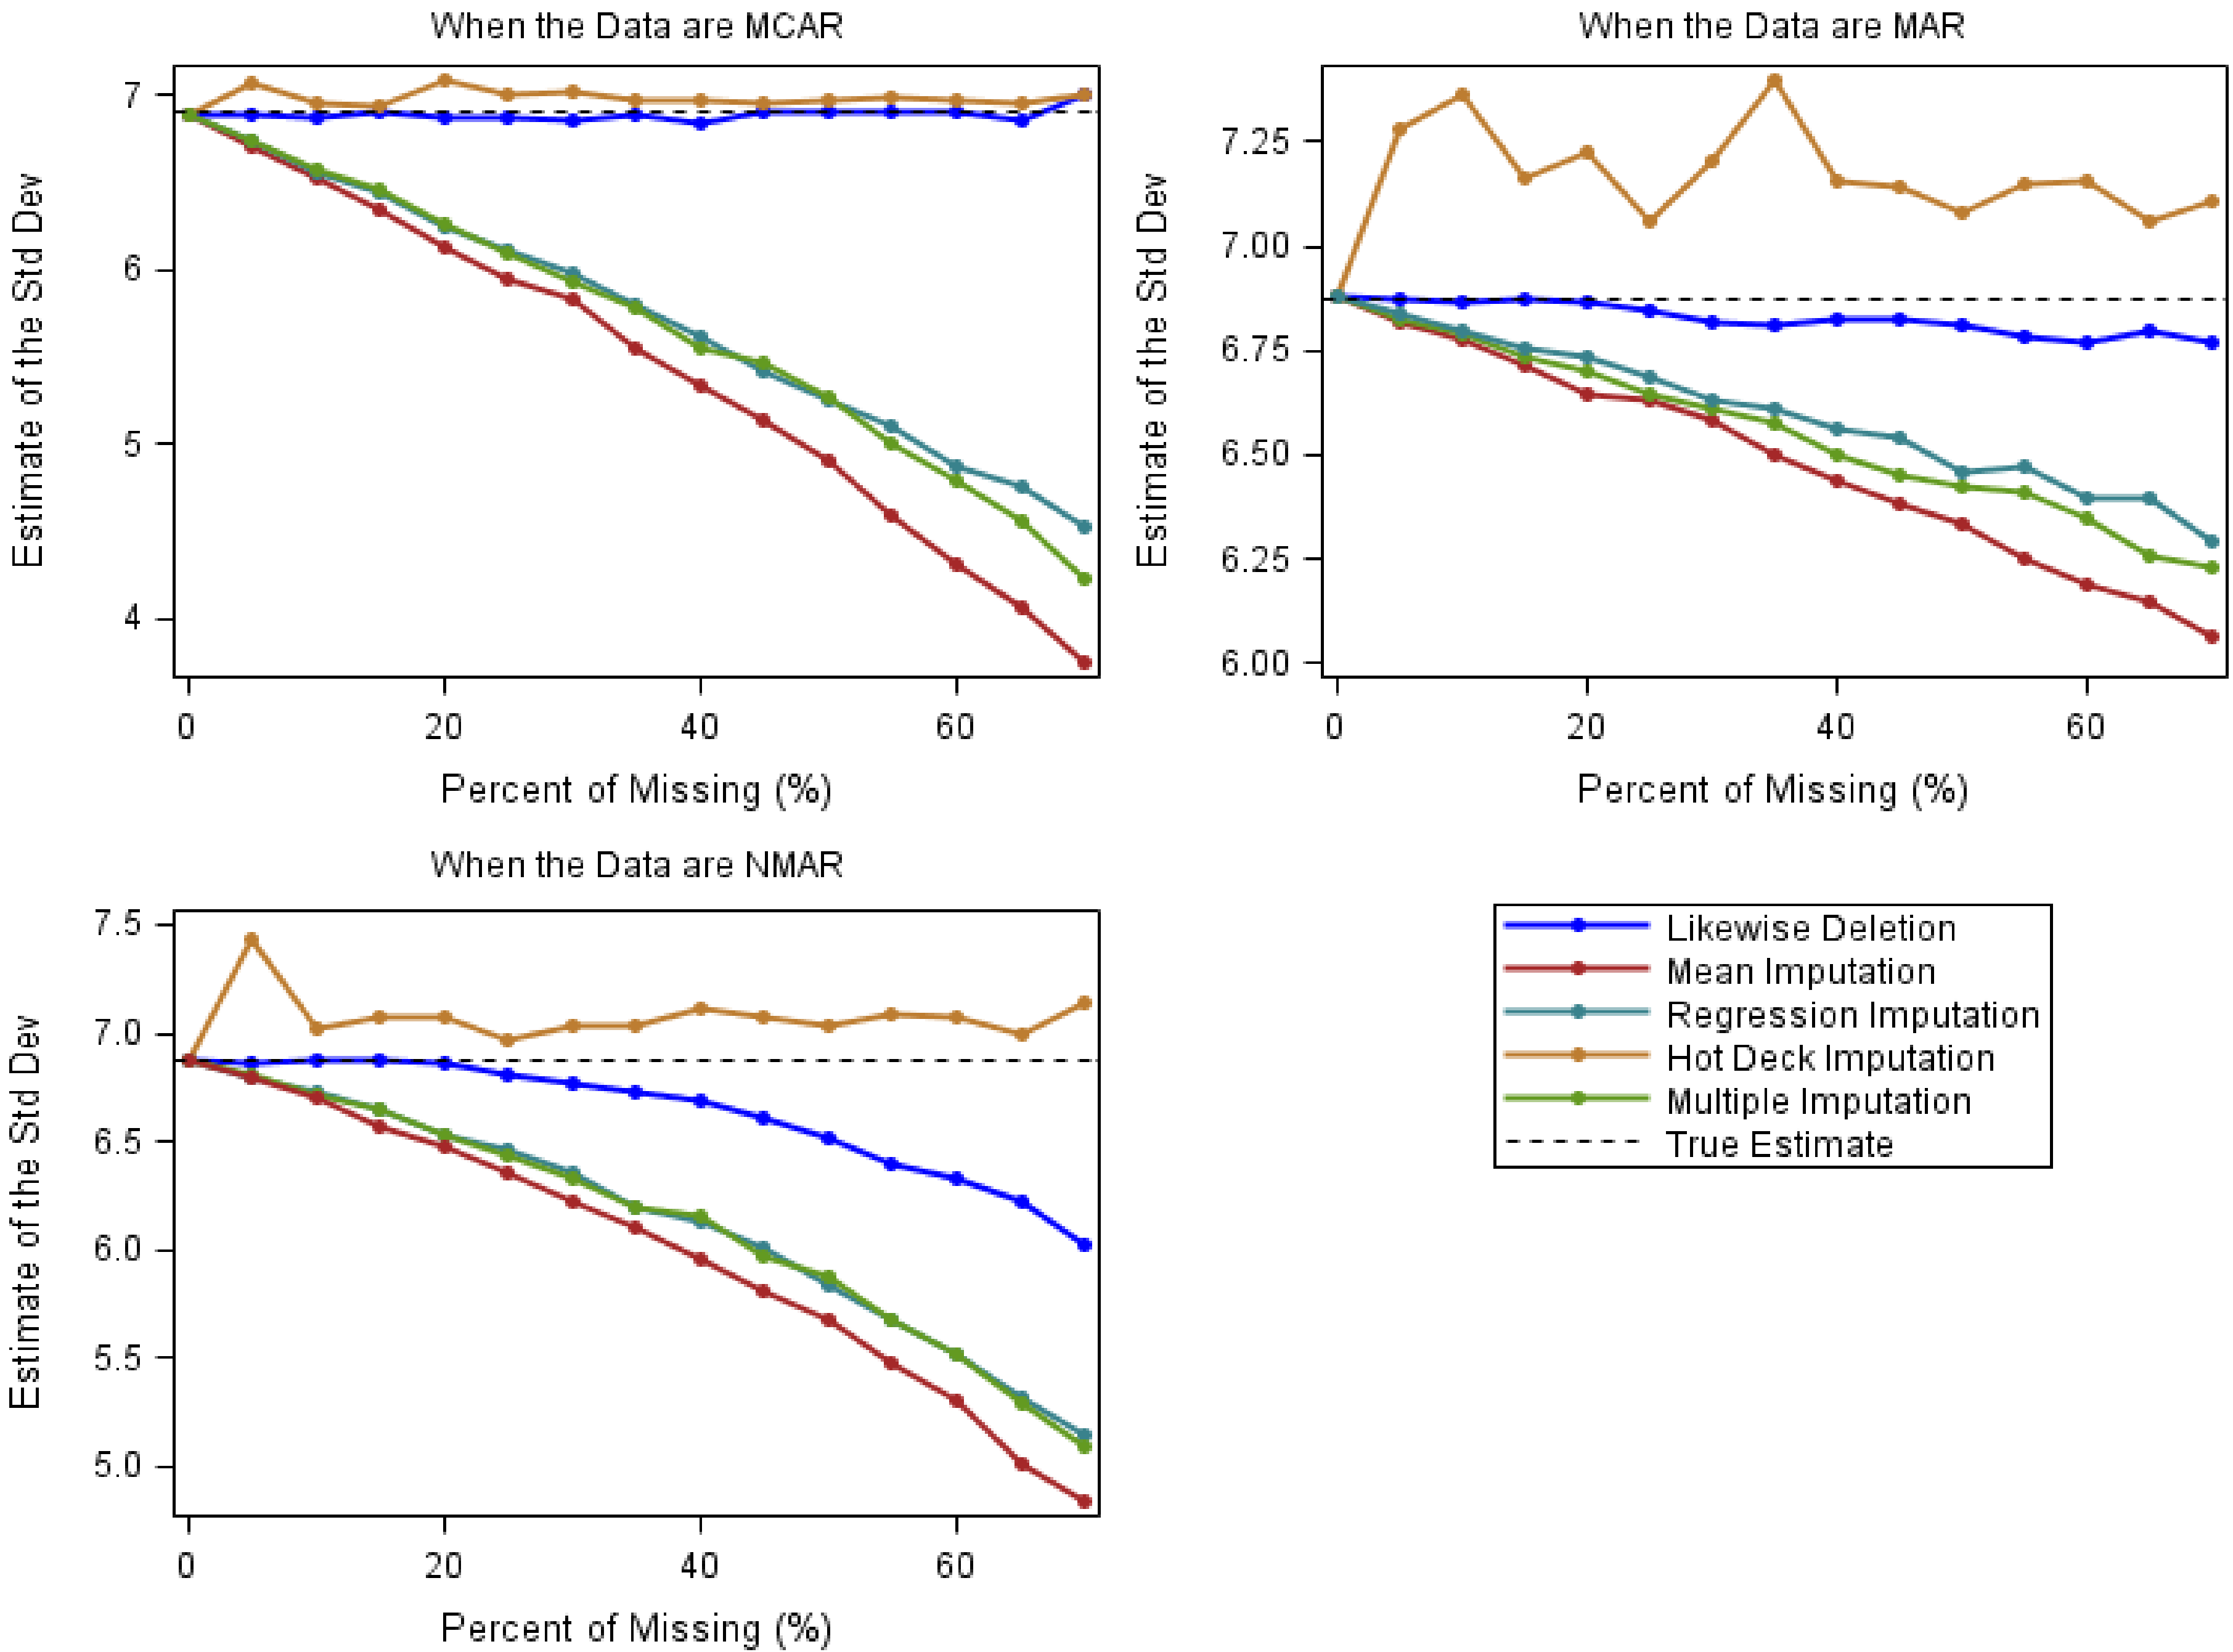 When the Data are MCAR
Estimate of the Std Dev
7
6
5
4
0 20 40 60
Percent of Missing (%)
When the Data are MAR
Estimate of the Std Dev
7.25
7.00
6.75
6.50
6.25
6.00
0 20 40 60
Percent of Missing (%)
When the Data are NMAR
Estimate of the Std Dev
7.5
7.0
6.5
6.0
5.5
5.0
0 20 40 60
Percent of Missing (%)
Likewise Deletion
Mean Imputation
Regression Imputation
Hot Deck Imputation
Multiple Imputation
True Estimate